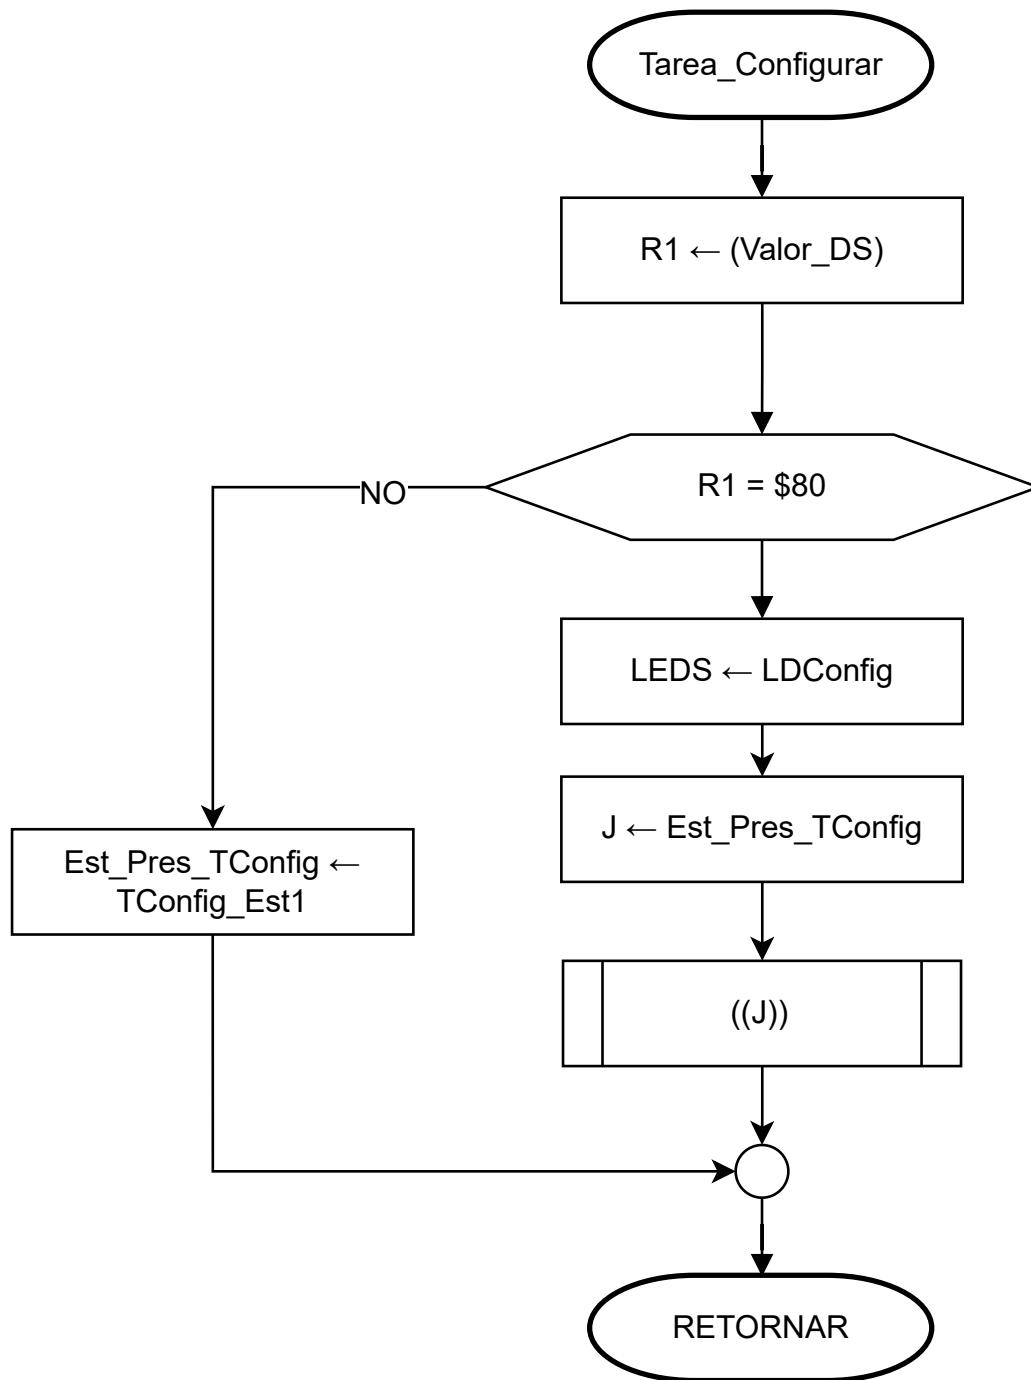 Tarea_Configurar
R1 ← (Valor_DS)
R1 = $80
NO
LEDS ← LDConfig
J ← Est_Pres_TConfig
Est_Pres_TConfig ←
TConfig_Est1
((J))
RETORNAR